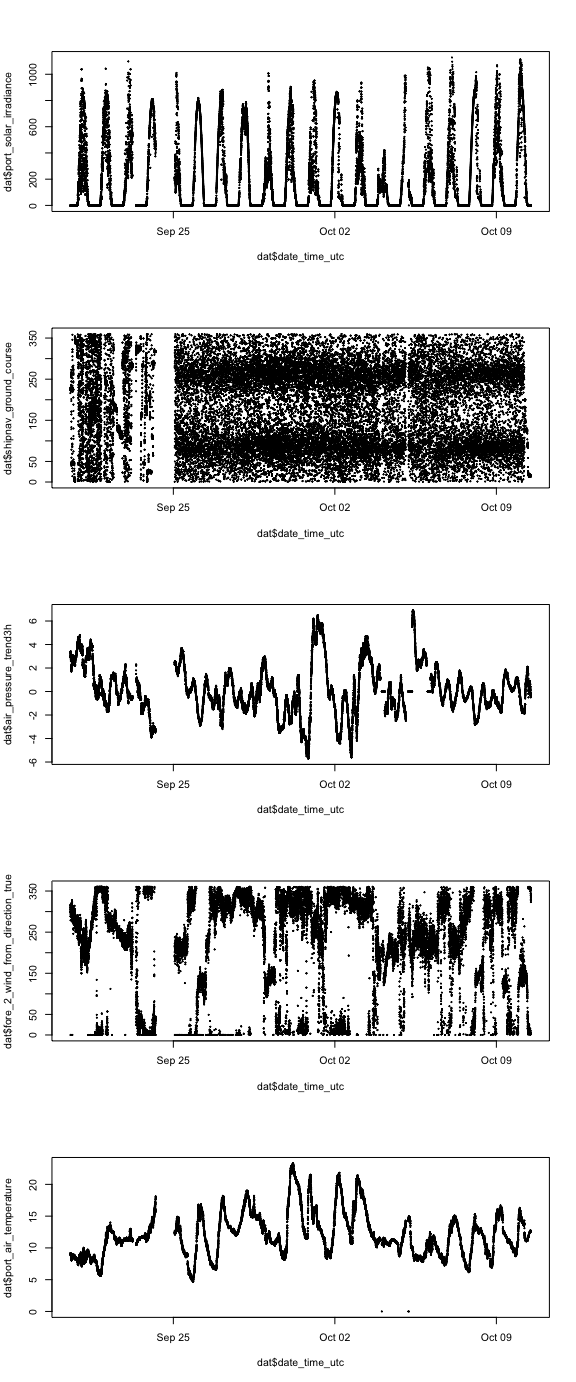 dat$port_solar_irradiance
1000
600
200
0
Sep 25 Oct 02 Oct 09
dat$date_time_utc
dat$shipnav_ground_course
350
250
150
50
0
Sep 25 Oct 02 Oct 09
dat$date_time_utc
dat$air_pressure_trend3h
6
4
2
0
-2
-4
-6
Sep 25 Oct 02 Oct 09
dat$date_time_utc
dat$fore_2_wind_from_direction_true
350
250
150
50
0
Sep 25 Oct 02 Oct 09
dat$date_time_utc
dat$port_air_temperature
20
15
10
5
0
Sep 25 Oct 02 Oct 09
dat$date_time_utc